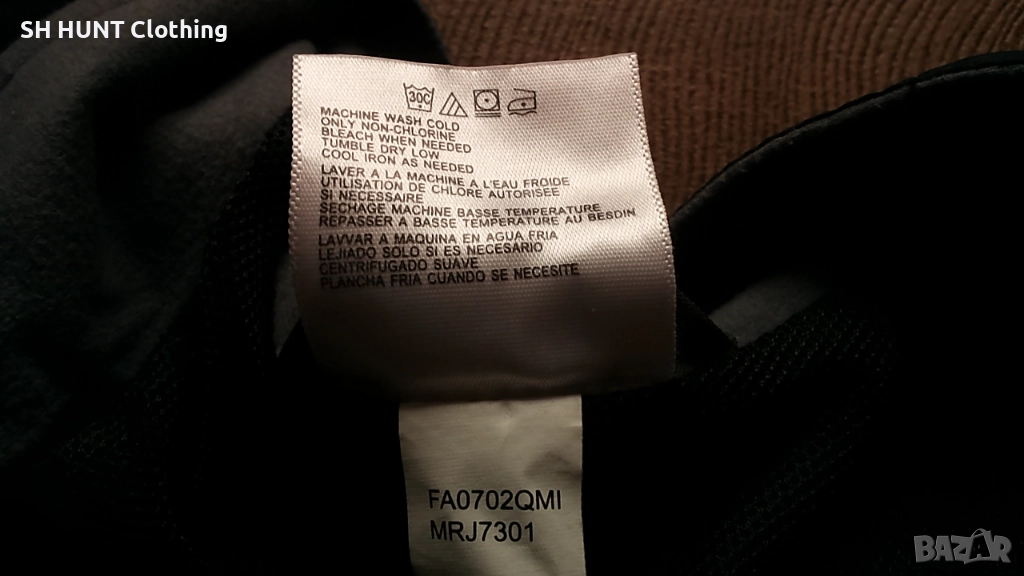 SH HUNT Clothing
30C
MACHINE WASH COLD
ONLY NON-CHLORINE
BLEACH WHEN NEEDED
TUMBLE DRY LOW
COOL IRON AS NEEDED
LAVER A LA MACHINE A L'EAU FROIDE
UTILISATION DE CHLORE AUTORISEE
SI NECESSAIRE
SECHAGE MACHINE BASSE TEMPERATURE
REPASSER A BASSE TEMPERATURE AU BESDIN
LAVVAR A MAQUINA EN AGUA FRIA
LEJIADO SOLO SI ES NECESARIO
CENTRIFUGADO SUAVE
PLANCHA FRIA CUANDO SE NECESITE
FA0702QMI
MRJ7301
BAZAR